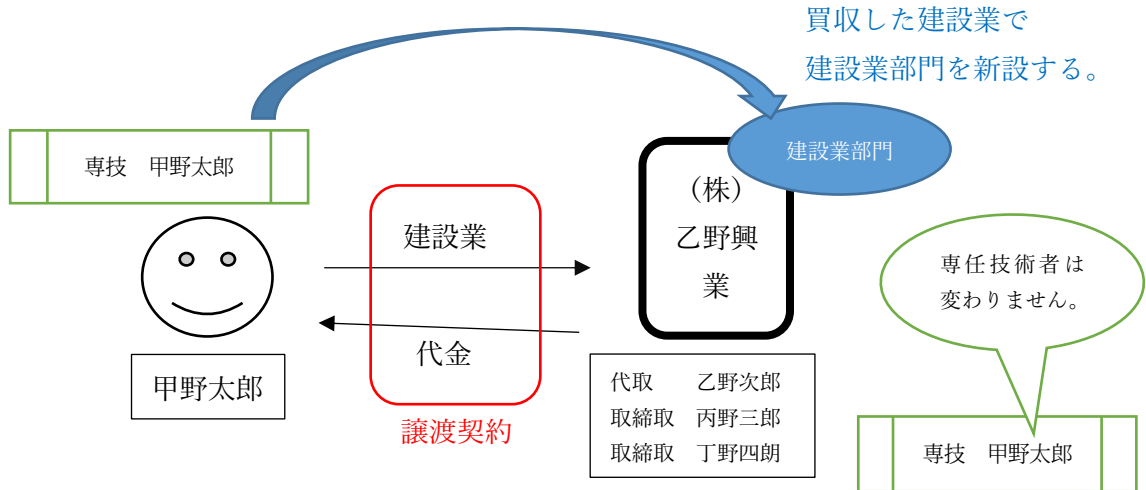 買収した建設業で
建設業部門を新設する。
建設業部門
専技 甲野太郎
(株)
乙野興
業
建設業
代金
譲渡契約
甲野太郎
代取 乙野次郎
取締取 丙野三郎
取締取 丁野四朗
専任技術者は
変わりません。
専技 甲野太郎